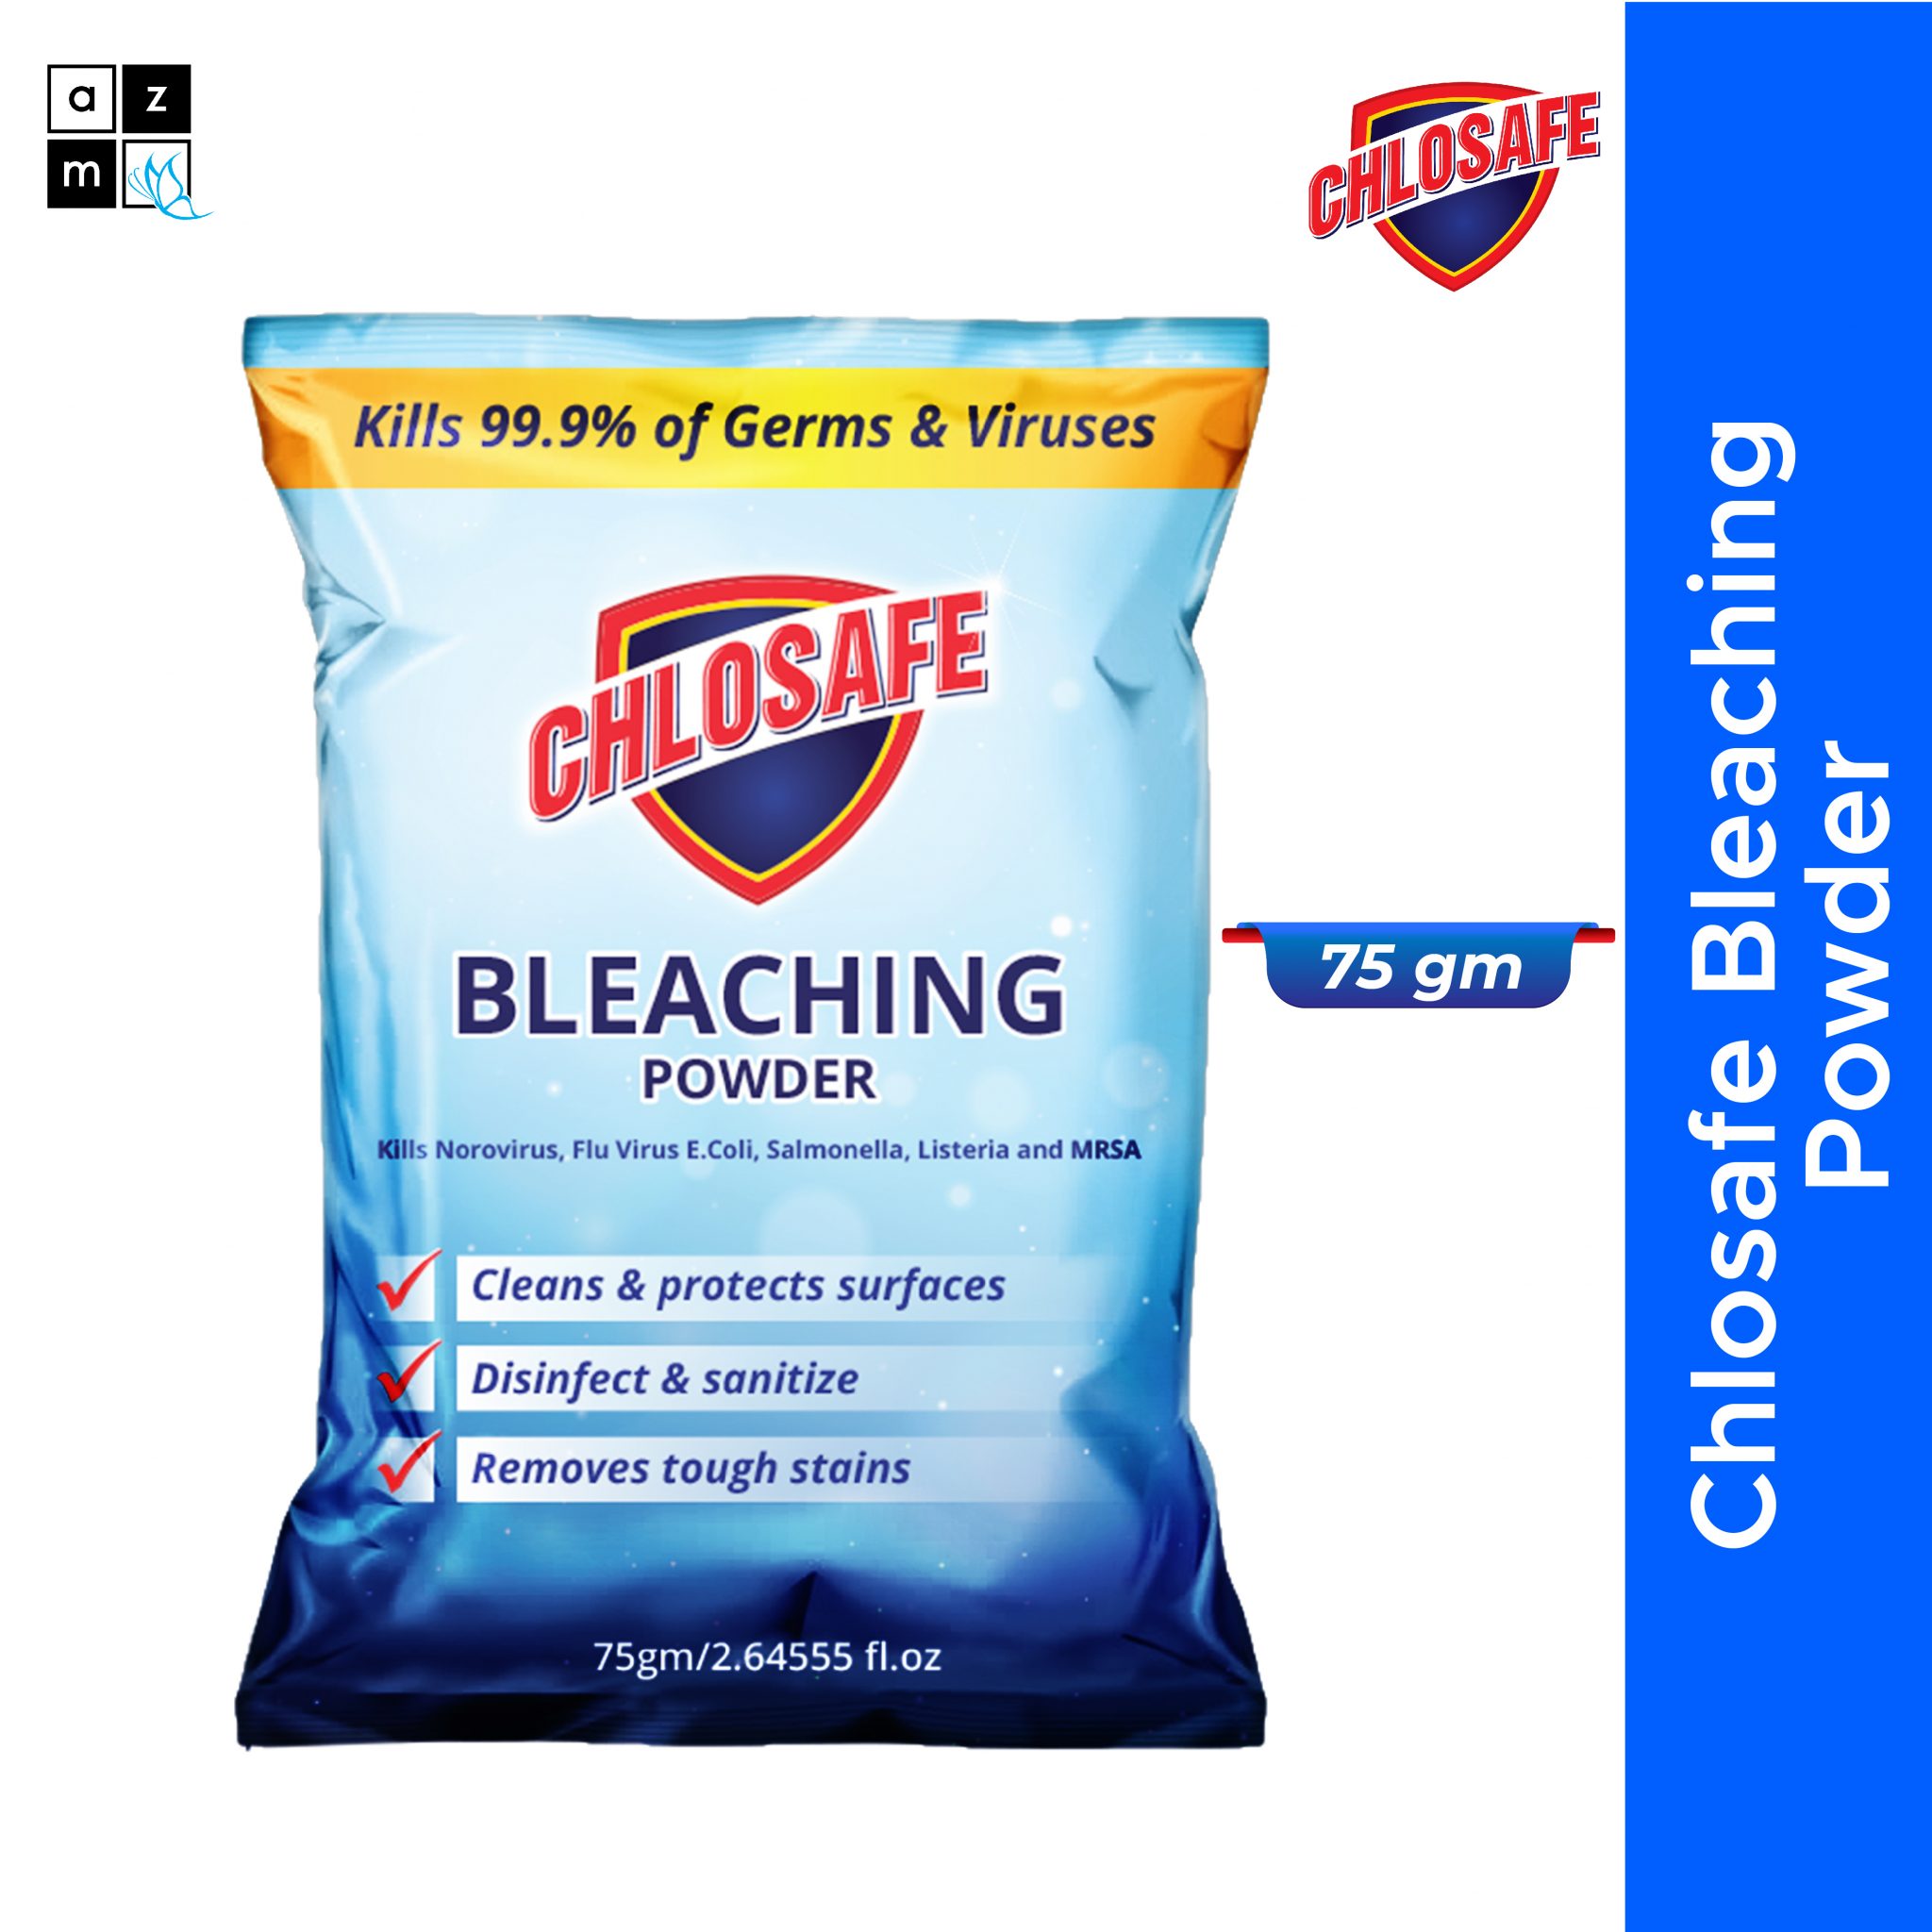 a z
m
CHLOSAFE
Kills 99.9% of Germs & Viruses
CHLOSAFE
BLEACHING
POWDER
Kills Norovirus, Flu Virus E.Coli, Salmonella, Listeria and MRSA
Cleans & protects surfaces
Disinfect & sanitize
Removes tough stains
75gm/2.64555 fl.oz
75 gm
Chlosafe Bleaching
Powder